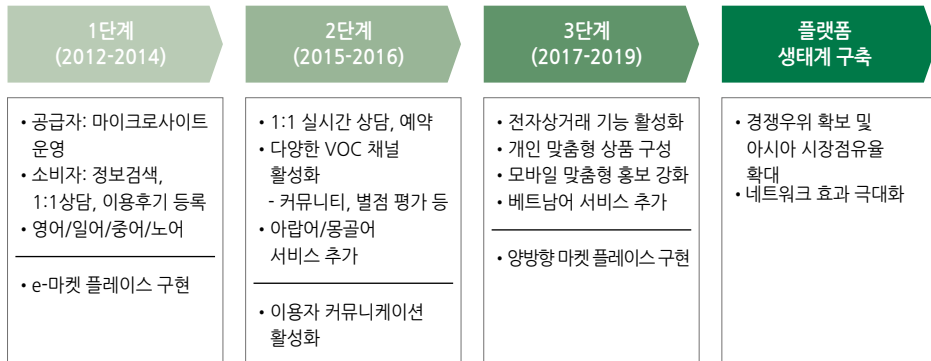 1단계
(2012-2014)
• 공급자: 마이크로사이트
운영
• 소비자: 정보검색,
1:1상담, 이용후기 등록
• 영어/일어/중어/노어
• e-마켓 플레이스 구현
2단계
(2015-2016)
• 1:1 실시간 상담, 예약
• 다양한 VOC 채널
활성화
- 커뮤니티, 별점 평가 등
• 아랍어/몽골어
서비스 추가
• 이용자 커뮤니케이션
활성화
3단계
(2017-2019)
• 전자상거래 기능 활성화
• 개인 맞춤형 상품 구성
• 모바일 맞춤형 홍보 강화
• 베트남어 서비스 추가
• 양방향 마켓 플레이스 구현
플랫폼
생태계 구축
• 경쟁우위 확보 및
아시아 시장점유율
확대
• 네트워크 효과 극대화